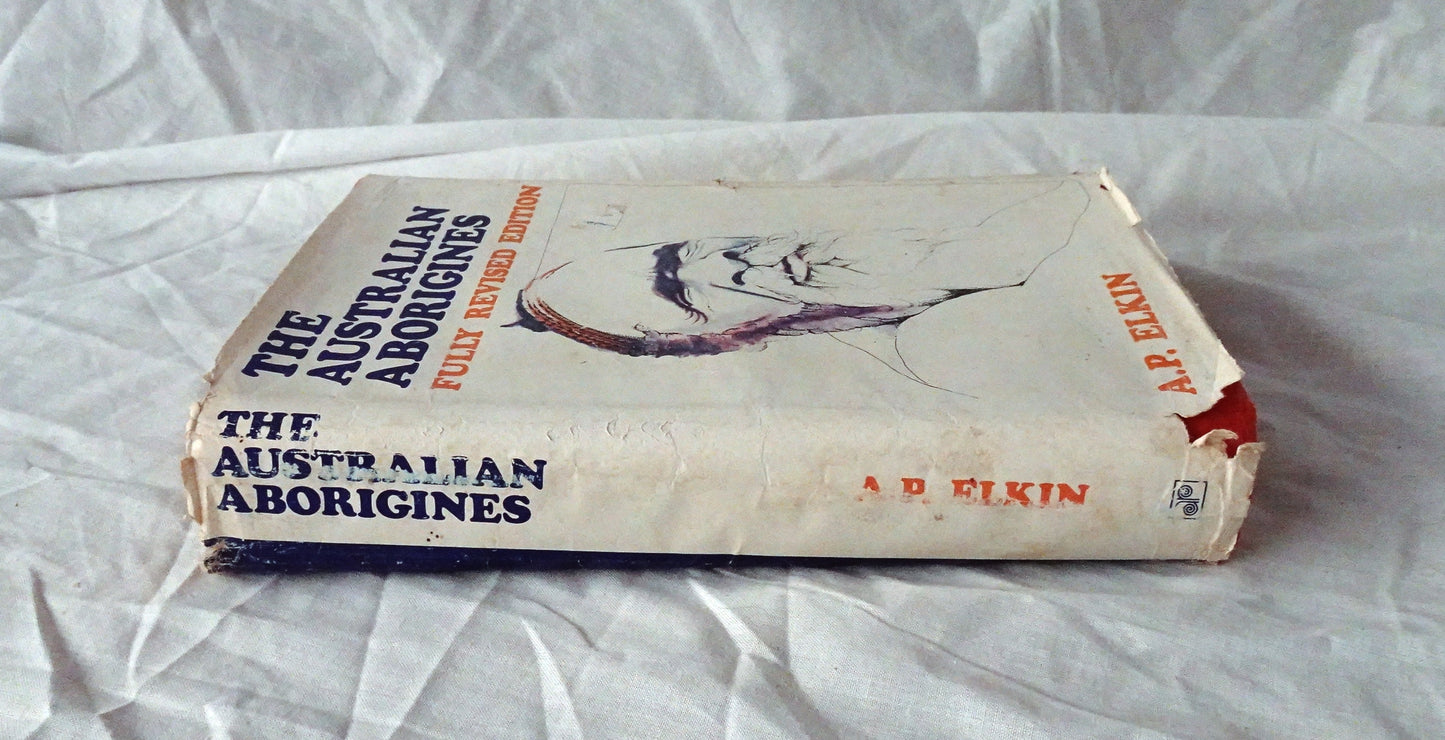 THE
AUSTRALIAN
ABORIGINES
FULLY REVISED EDITION
A.P. ELKIN
THE
AUSTRALIAN
ABORIGINES
A.P. ELKIN